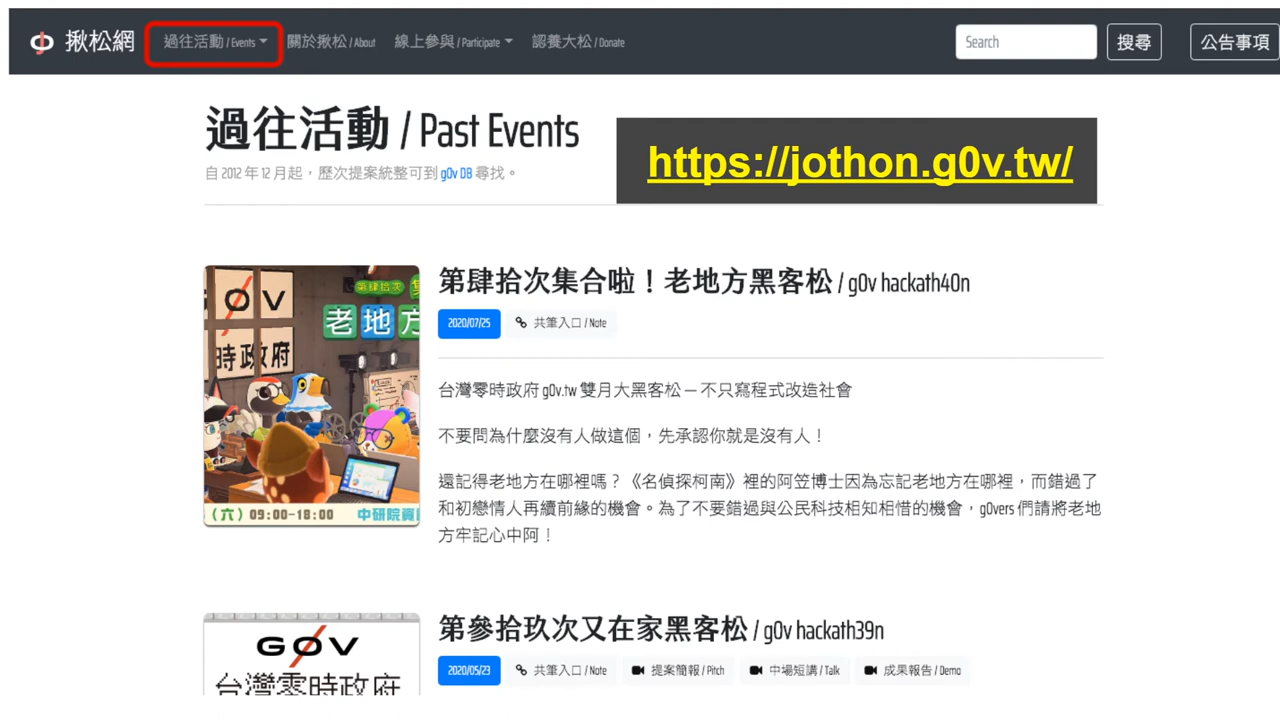 揪松網 過往活動 / Events 關於揪松 / About 線上參與 / Participate 認養大松 / Donate Search 搜尋 公告事項
過往活動 / Past Events
自 2012 年 12 月起，歷次提案統整可到 g0v DB 尋找。
https://jothon.g0v.tw/
G0V
時政府
第肆拾次
老地方
（六）09:00-18:00 中研院資
第肆拾次集合啦！老地方黑客松 / g0v hackath40n
2020/07/25 共筆入口 / Note
台灣零時政府 g0v.tw 雙月大黑客松 — 不只寫程式改造社會
不要問為什麼沒有人做這個，先承認你就是沒有人！
還記得老地方在哪裡嗎？《名偵探柯南》裡的阿笠博士因為忘記老地方在哪裡，而錯過了
和初戀情人再續前緣的機會。為了不要錯過與公民科技相知相惜的機會，g0vers 們請將老地
方牢記心中阿！
G0V
台灣零時政府
第參拾玖次又在家黑客松 / g0v hackath39n
2020/05/23 共筆入口 / Note 提案簡報 / Pitch 中場短講 / Talk 成果報告 / Demo